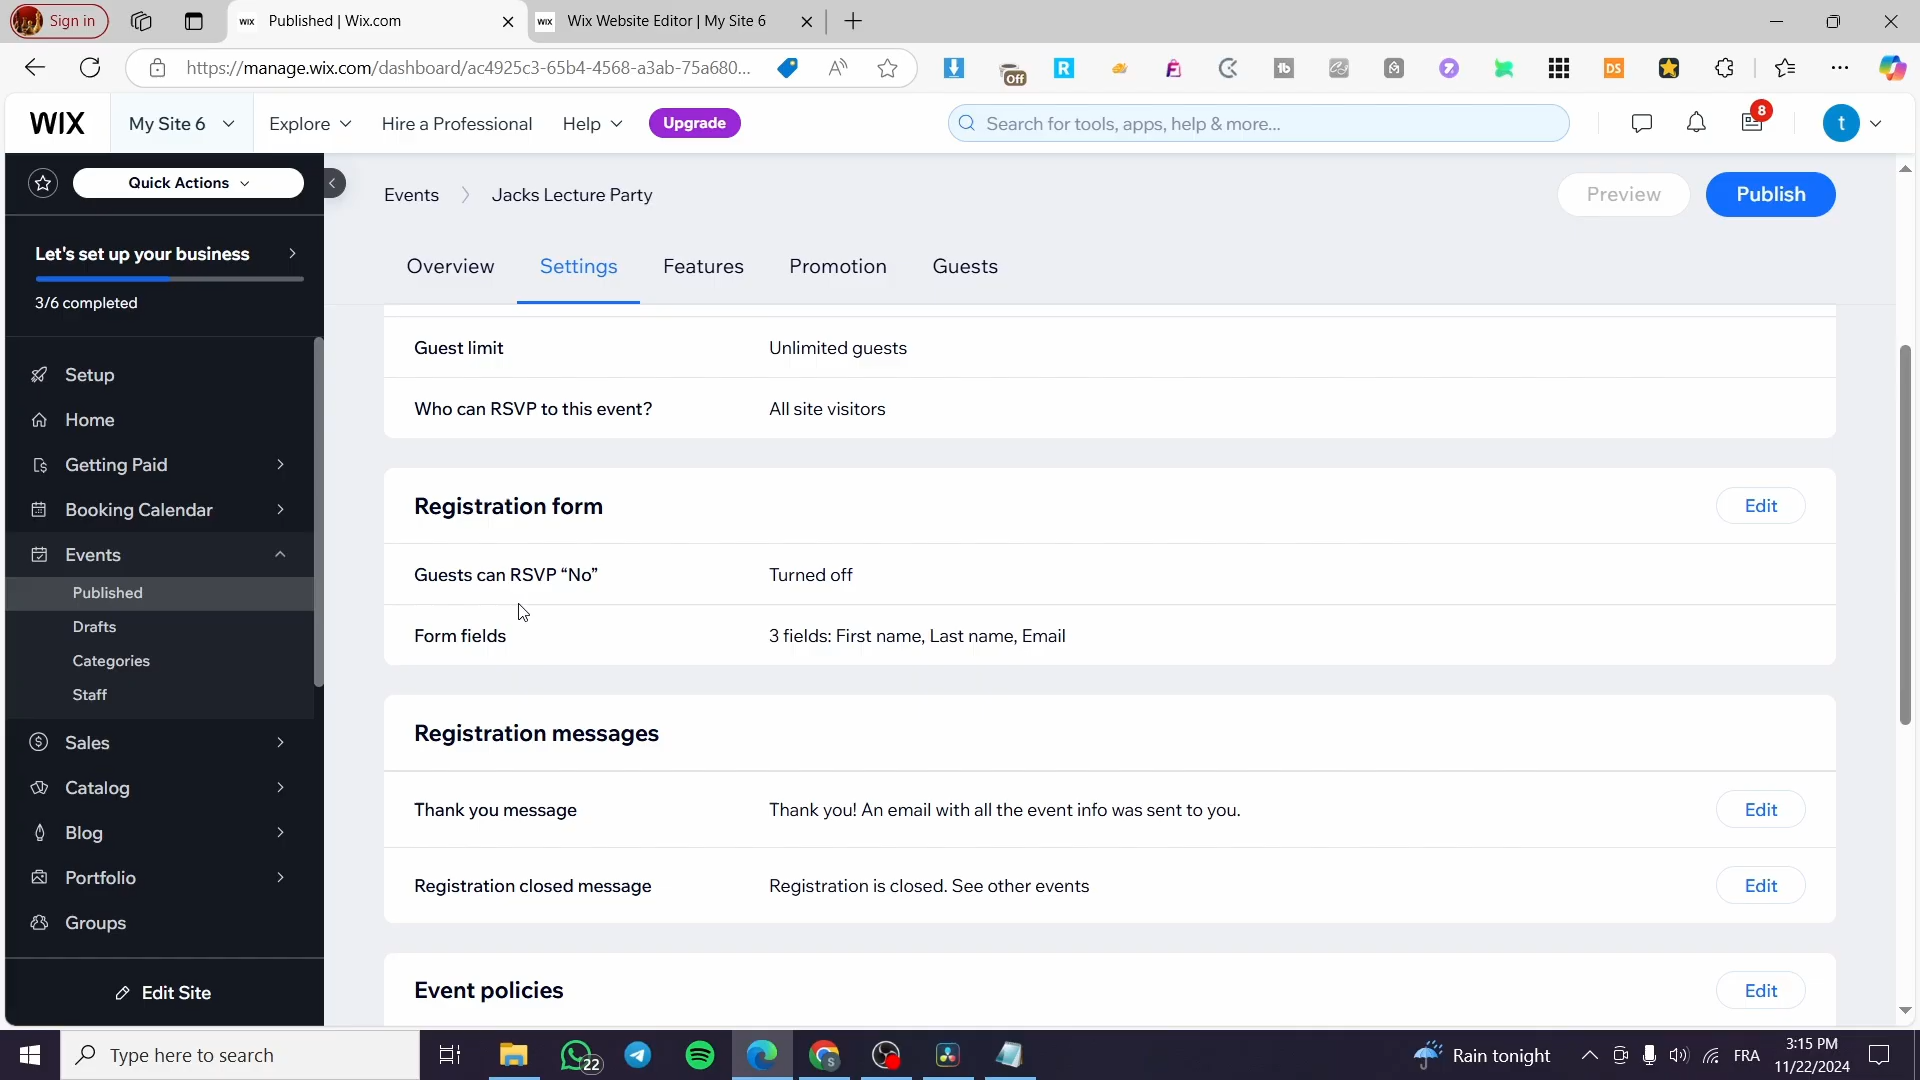 Sign in
WIX Published | Wix.com
WIX Wix Website Editor | My Site 6
https://manage.wix.com/dashboard/ac4925c3-65b4-4568-a3ab-75a680...
Off
R
tb
DS
WIX
My Site 6
Explore
Hire a Professional
Help
Upgrade
Search for tools, apps, help & more...
8
t
Quick Actions
Events
Jacks Lecture Party
Preview
Publish
Let's set up your business
3/6 completed
Overview
Settings
Features
Promotion
Guests
Setup
Home
Getting Paid
Booking Calendar
Events
Published
Drafts
Categories
Staff
Sales
Catalog
Blog
Portfolio
Groups
Edit Site
Guest limit
Unlimited guests
Who can RSVP to this event?
All site visitors
Registration form
Edit
Guests can RSVP “No”
Turned off
Form fields
3 fields: First name, Last name, Email
Registration messages
Thank you message
Thank you! An email with all the event info was sent to you.
Edit
Registration closed message
Registration is closed. See other events
Edit
Event policies
Edit
Type here to search
22
S
Rain tonight
FRA
3:15 PM
11/22/2024